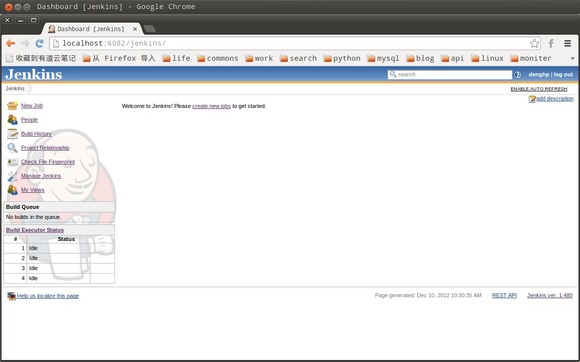 Dashboard [Jenkins] - Google Chrome
Dashboard [Jenkins]
localhost:6082/jenkins/
收藏到有道云笔记 从 Firefox 导入 life commons work search python mysql blog api linux moniter
Jenkins
search
denghp | log out
Jenkins
ENABLE AUTO REFRESH
add description
New Job
Welcome to Jenkins! Please create new jobs to get started.
People
Build History
Project Relationship
Check File Fingerprint
Manage Jenkins
My Views
Build Queue
No builds in the queue.
Build Executor Status
# Status
1 Idle
2 Idle
3 Idle
4 Idle
Help us localize this page
Page generated: Dec 10, 2012 10:30:35 AM REST API Jenkins ver. 1.480